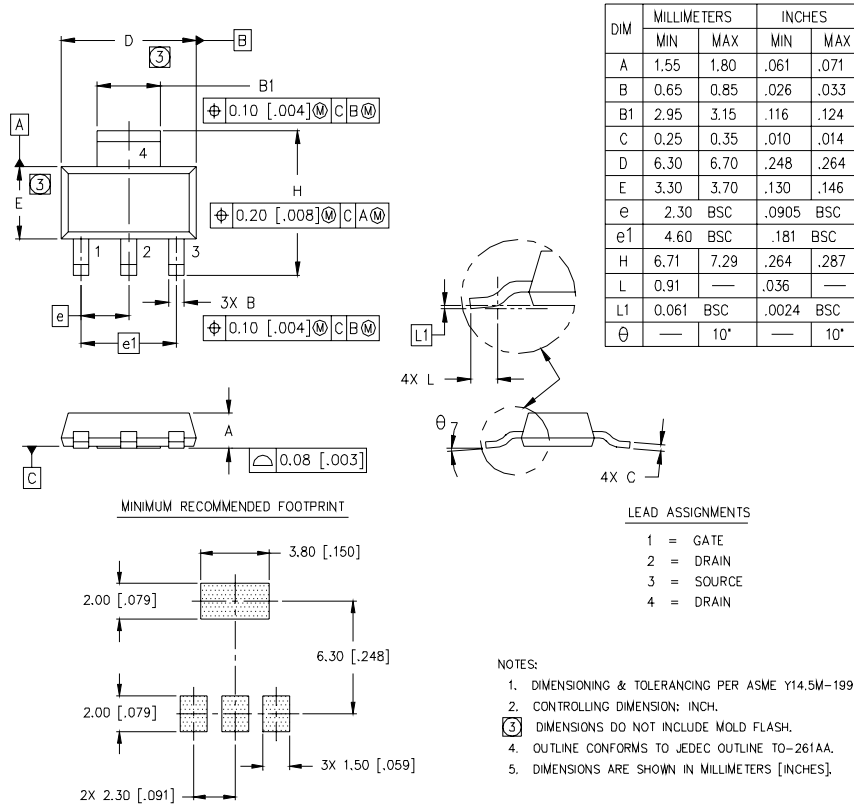 D
B
3
B1
⌖ 0.10 [.004] Ⓜ C B Ⓜ
A
4
3
E
H
⌖ 0.20 [.008] Ⓜ C A Ⓜ
1 2 3
e
3X B
e1
⌖ 0.10 [.004] Ⓜ C B Ⓜ
L1
4X L
A
C
⌓ 0.08 [.003]
θ
4X C
DIM MILLIMETERS INCHES
MIN MAX MIN MAX
A 1.55 1.80 .061 .071
B 0.65 0.85 .026 .033
B1 2.95 3.15 .116 .124
C 0.25 0.35 .010 .014
D 6.30 6.70 .248 .264
E 3.30 3.70 .130 .146
e 2.30 BSC .0905 BSC
e1 4.60 BSC .181 BSC
H 6.71 7.29 .264 .287
L 0.91 — .036 —
L1 0.061 BSC .0024 BSC
θ — 10° — 10°
MINIMUM RECOMMENDED FOOTPRINT
3.80 [.150]
2.00 [.079]
6.30 [.248]
2.00 [.079]
3X 1.50 [.059]
2X 2.30 [.091]
LEAD ASSIGNMENTS
1 = GATE
2 = DRAIN
3 = SOURCE
4 = DRAIN
NOTES:
1. DIMENSIONING & TOLERANCING PER ASME Y14.5M-199
2. CONTROLLING DIMENSION: INCH.
3 DIMENSIONS DO NOT INCLUDE MOLD FLASH.
4. OUTLINE CONFORMS TO JEDEC OUTLINE TO-261AA.
5. DIMENSIONS ARE SHOWN IN MILLIMETERS [INCHES].